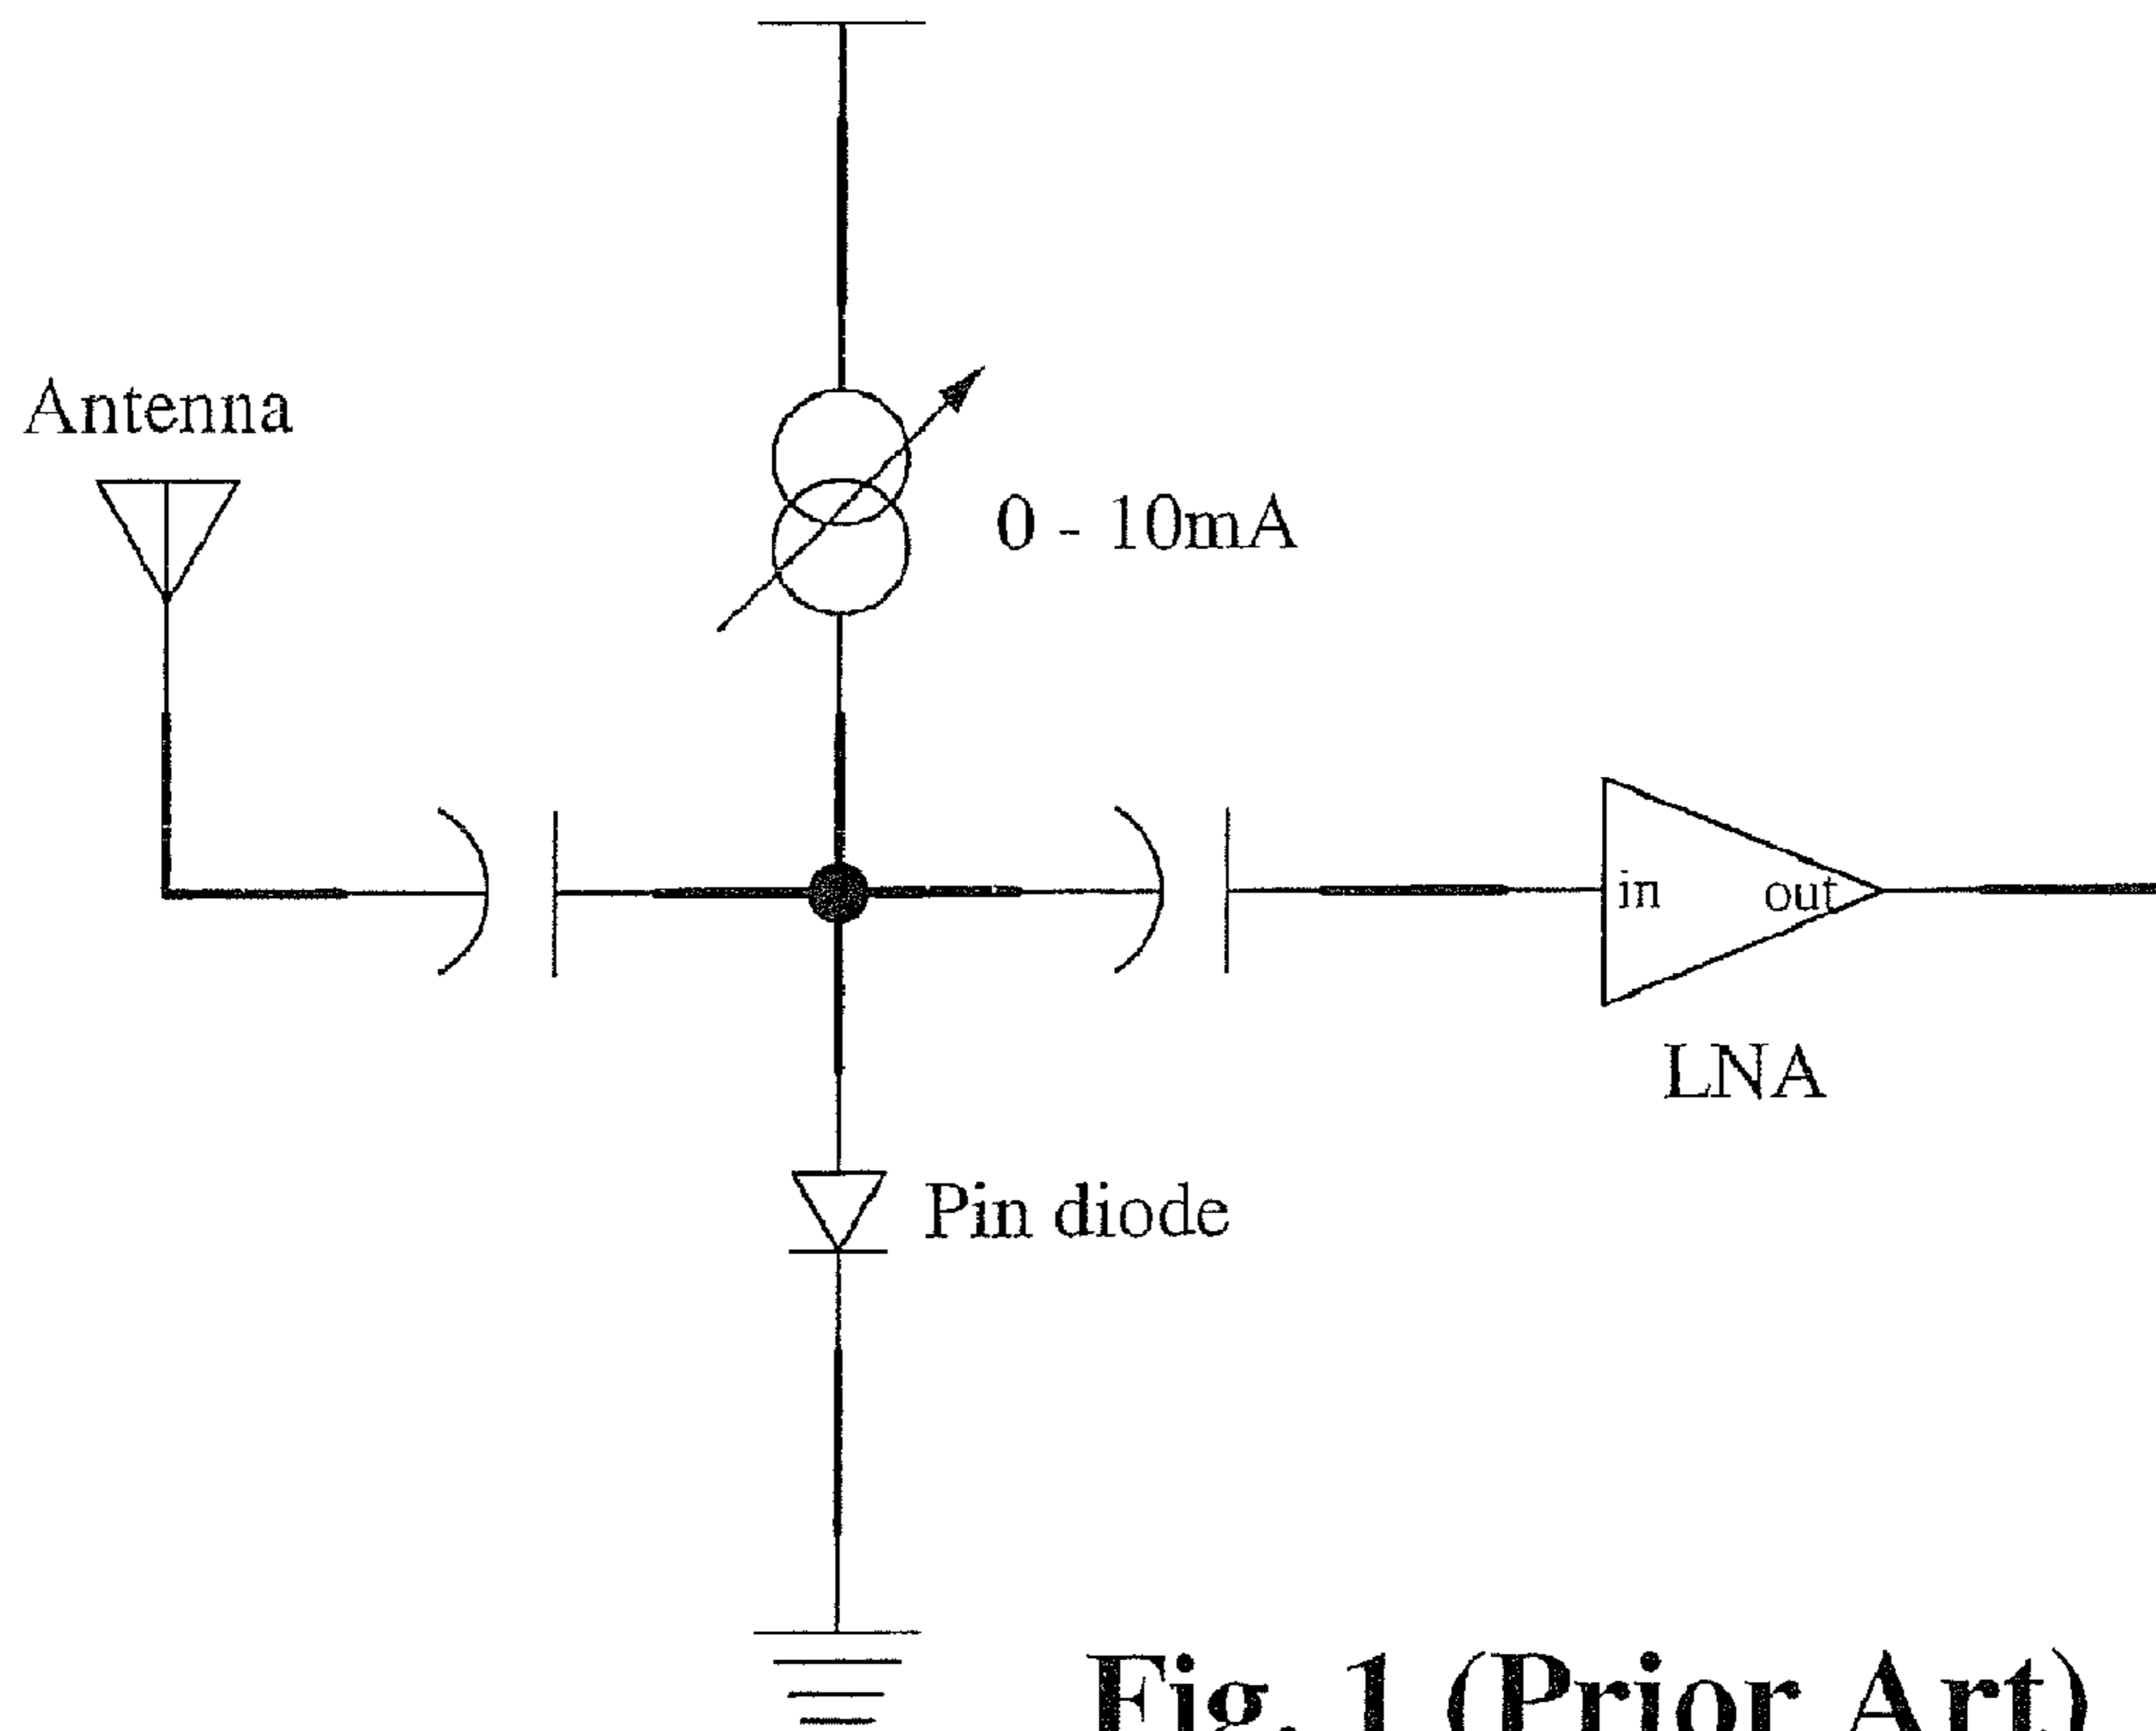 Antenna
0 - 10mA
in
out
LNA
Pin diode
Fig. 1 (Prior Art)